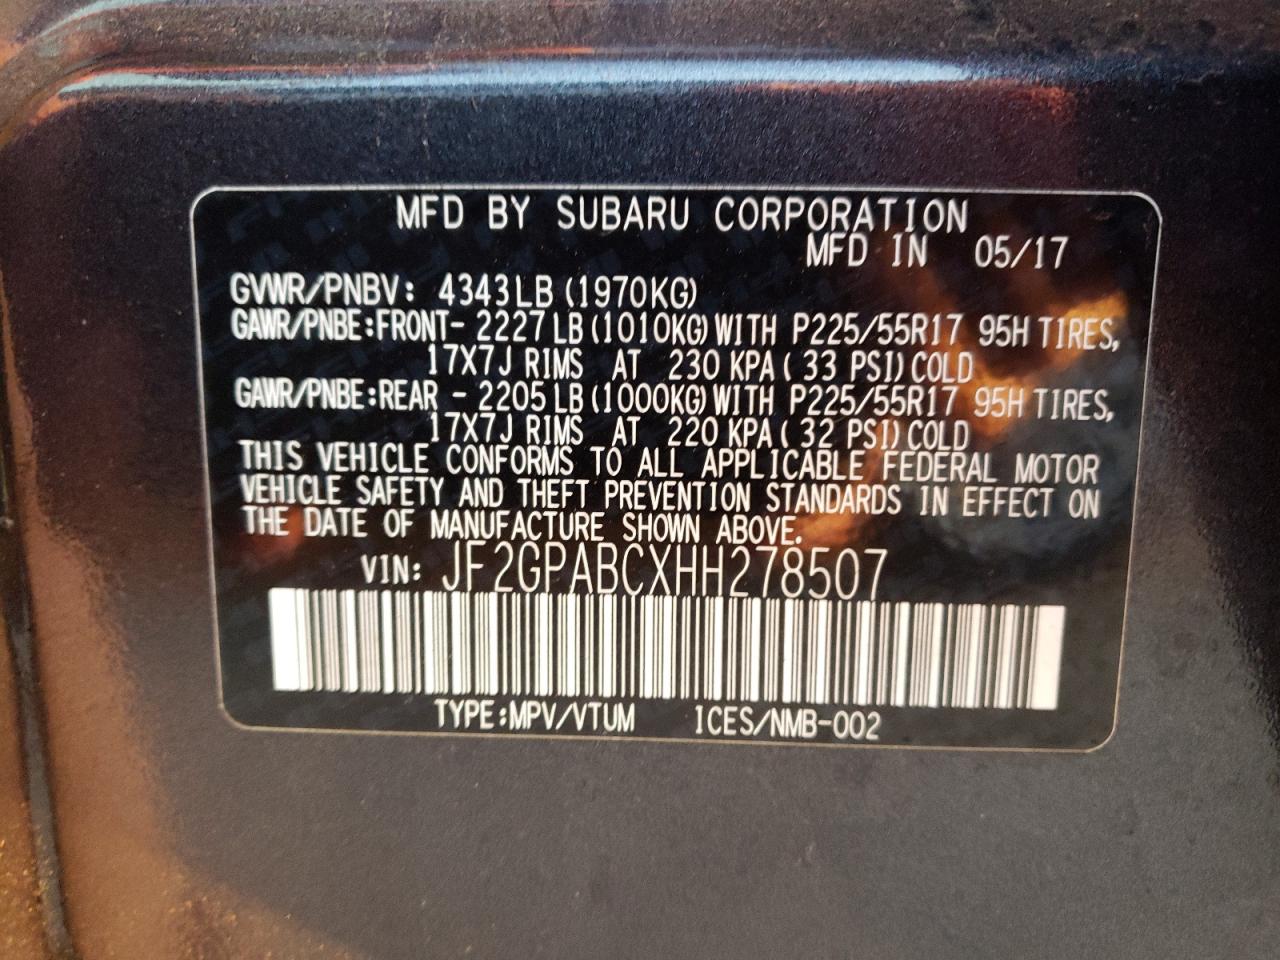 MFD BY SUBARU CORPORATION
MFD IN 05/17
GVWR/PNBV: 4343LB (1970KG)
GAWR/PNBE:FRONT- 2227 LB (1010KG) WITH P225/55R17 95H TIRES,
17X7J RIMS AT 230 KPA ( 33 PSI) COLD
GAWR/PNBE:REAR - 2205 LB (1000KG) WITH P225/55R17 95H TIRES,
17X7J RIMS AT 220 KPA ( 32 PSI) COLD
THIS VEHICLE CONFORMS TO ALL APPLICABLE FEDERAL MOTOR
VEHICLE SAFETY AND THEFT PREVENTION STANDARDS IN EFFECT ON
THE DATE OF MANUFACTURE SHOWN ABOVE.
VIN: JF2GPABCXHH278507
TYPE:MPV/VTUM ICES/NMB-002